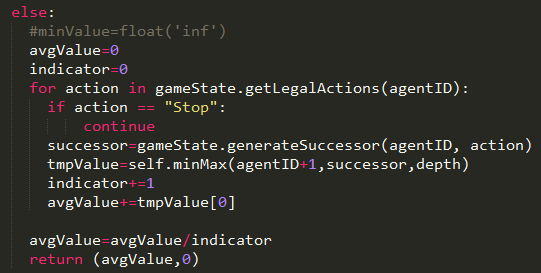 else:
#minValue=float('inf')
avgValue=0
indicator=0
for action in gameState.getLegalActions(agentID):
if action == "Stop":
continue
successor=gameState.generateSuccessor(agentID, action)
tmpValue=self.minMax(agentID+1,successor,depth)
indicator+=1
avgValue+=tmpValue[0]
avgValue=avgValue/indicator
return (avgValue,0)